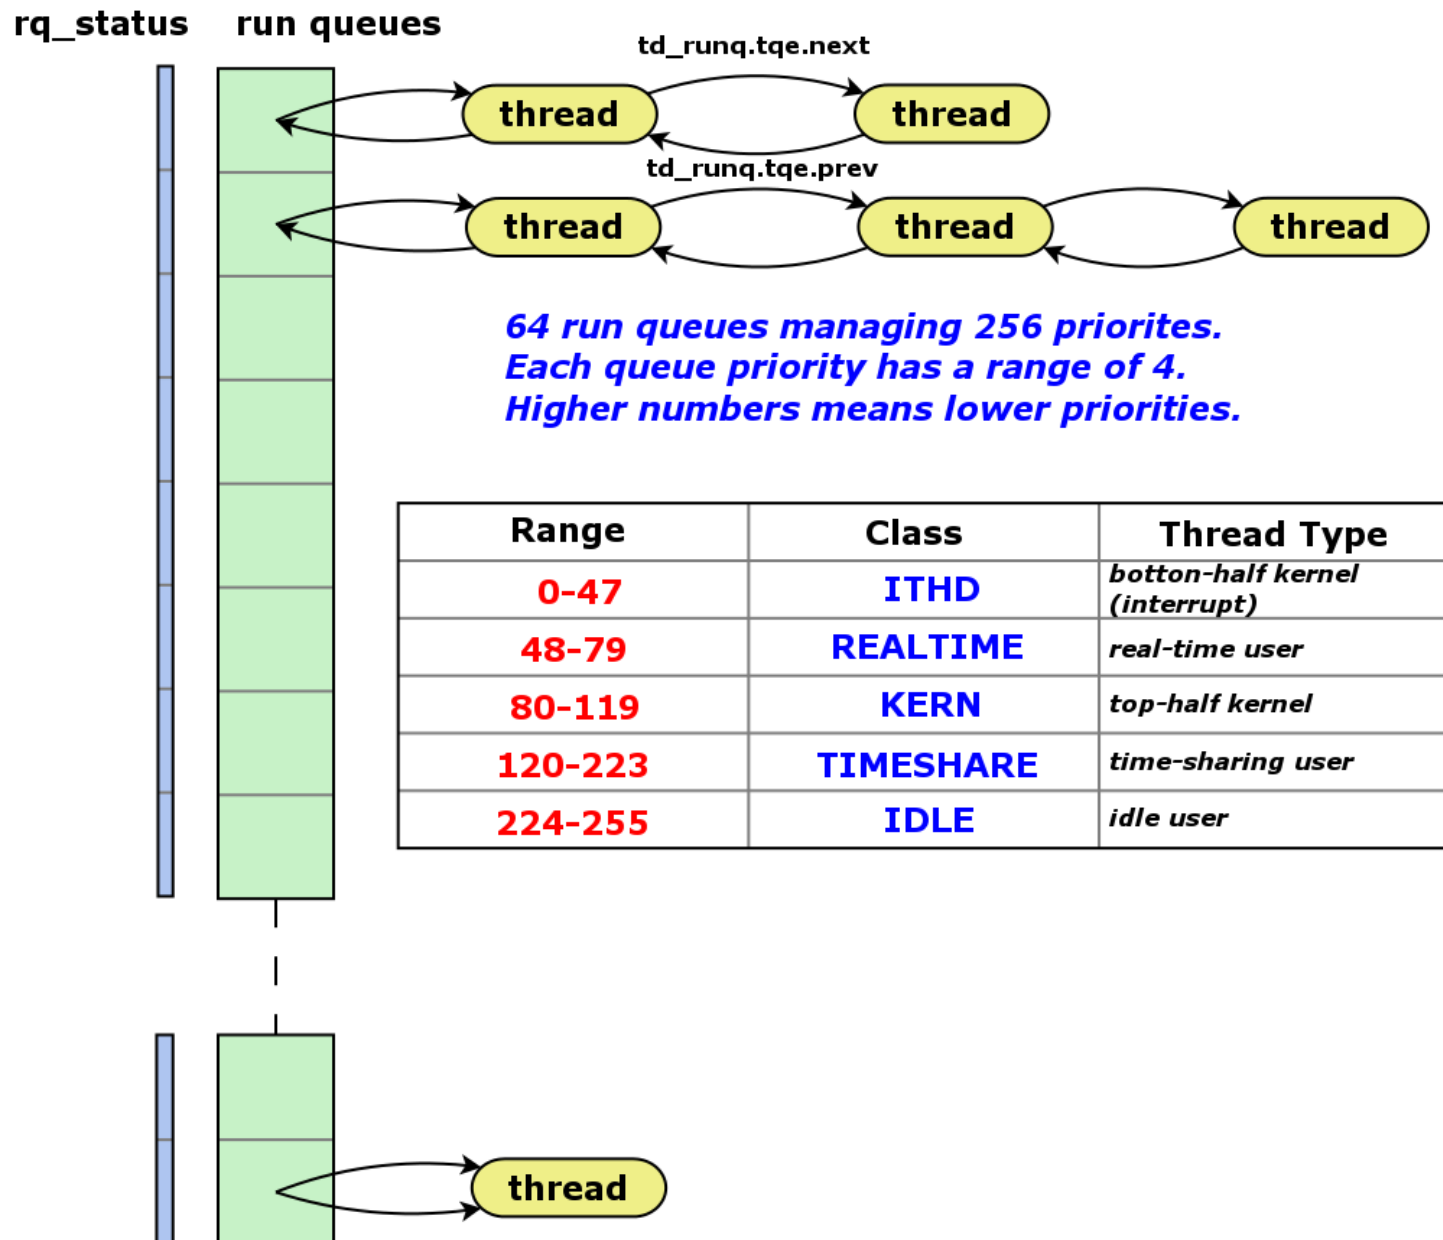 rq_status run queues
td_runq.tqe.next
thread thread
td_runq.tqe.prev
thread thread thread
64 run queues managing 256 priorites.
Each queue priority has a range of 4.
Higher numbers means lower priorities.
Range Class Thread Type
0-47 ITHD botton-half kernel
(interrupt)
48-79 REALTIME real-time user
80-119 KERN top-half kernel
120-223 TIMESHARE time-sharing user
224-255 IDLE idle user
thread